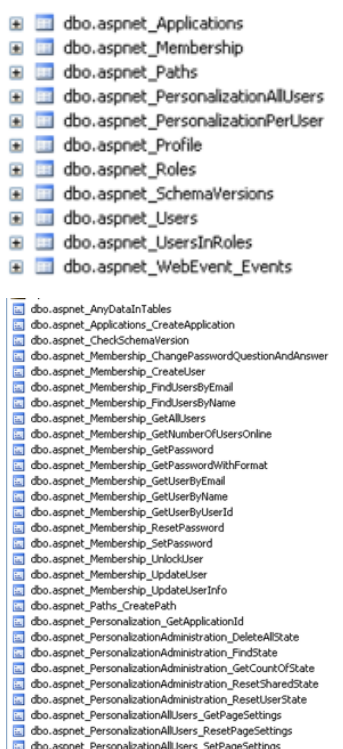 dbo.aspnet_Applications
dbo.aspnet_Membership
dbo.aspnet_Paths
dbo.aspnet_PersonalizationAllUsers
dbo.aspnet_PersonalizationPerUser
dbo.aspnet_Profile
dbo.aspnet_Roles
dbo.aspnet_SchemaVersions
dbo.aspnet_Users
dbo.aspnet_UsersInRoles
dbo.aspnet_WebEvent_Events
dbo.aspnet_AnyDataInTables
dbo.aspnet_Applications_CreateApplication
dbo.aspnet_CheckSchemaVersion
dbo.aspnet_Membership_ChangePasswordQuestionAndAnswer
dbo.aspnet_Membership_CreateUser
dbo.aspnet_Membership_FindUsersByEmail
dbo.aspnet_Membership_FindUsersByName
dbo.aspnet_Membership_GetAllUsers
dbo.aspnet_Membership_GetNumberOfUsersOnline
dbo.aspnet_Membership_GetPassword
dbo.aspnet_Membership_GetPasswordWithFormat
dbo.aspnet_Membership_GetUserByEmail
dbo.aspnet_Membership_GetUserByName
dbo.aspnet_Membership_GetUserByUserId
dbo.aspnet_Membership_ResetPassword
dbo.aspnet_Membership_SetPassword
dbo.aspnet_Membership_UnlockUser
dbo.aspnet_Membership_UpdateUser
dbo.aspnet_Membership_UpdateUserInfo
dbo.aspnet_Paths_CreatePath
dbo.aspnet_Personalization_GetApplicationId
dbo.aspnet_PersonalizationAdministration_DeleteAllState
dbo.aspnet_PersonalizationAdministration_FindState
dbo.aspnet_PersonalizationAdministration_GetCountOfState
dbo.aspnet_PersonalizationAdministration_ResetSharedState
dbo.aspnet_PersonalizationAdministration_ResetUserState
dbo.aspnet_PersonalizationAllUsers_GetPageSettings
dbo.aspnet_PersonalizationAllUsers_ResetPageSettings
dbo.aspnet_PersonalizationAllUsers_SetPageSettings